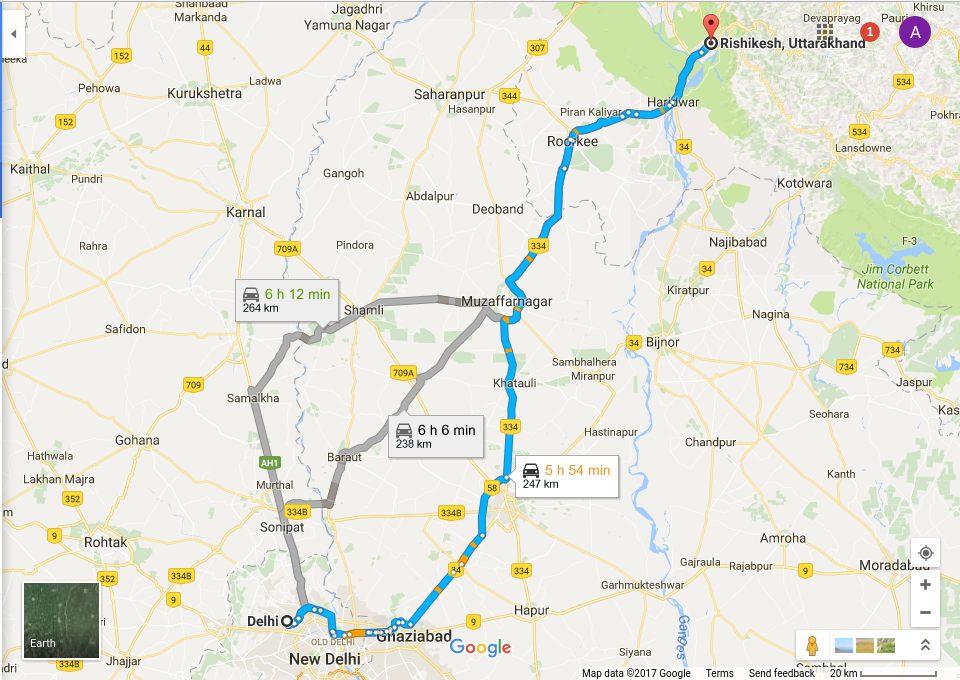 Shahbad
Markanda
Jagadhri
Yamuna Nagar
Devaprayag
Pauri
Khirsu
1
A
Rishikesh, Uttarakhand
44
152
307
Ladwa
Pehowa
Kurukshetra
Saharanpur
Hasanpur
344
534
Haridwar
Piran Kaliyar
152
Roorkee
534
Lansdowne
34
Kaithal
Pundri
Gangoh
Kotdwara
Abdalpur
Karnal
Deoband
Rahra
709A
Pindora
334
Najibabad
F-3
34
Jim Corbett
National Park
Kiratpur
6 h 12 min
264 km
Muzaffarnagar
Shamli
Nagina
Safidon
Bijnor
34
734
Sambhalhera
Miranpur
734
709A
709
Khatauli
Jaspur
Samalkha
Seohara
334
Hastinapur
6 h 6 min
238 km
Gohana
Chandpur
Hathwala
Baraut
AH1
5 h 54 min
247 km
Lakhan Majra
Murthal
58
Kanth
352
334B
334B
Sonipat
9
Rohtak
Amroha
Moradabad
34
334
Gajraula
Rajabpur
9
352
334B
Garhmukteshwar
9
Hapur
Delhi
9
OLD DELHI
Ghaziabad
Ganges
Earth
Google
New Delhi
Siyana
Jhajjar
334B
Sambhal
Map data ©2017 Google
Terms
Send feedback
20 km